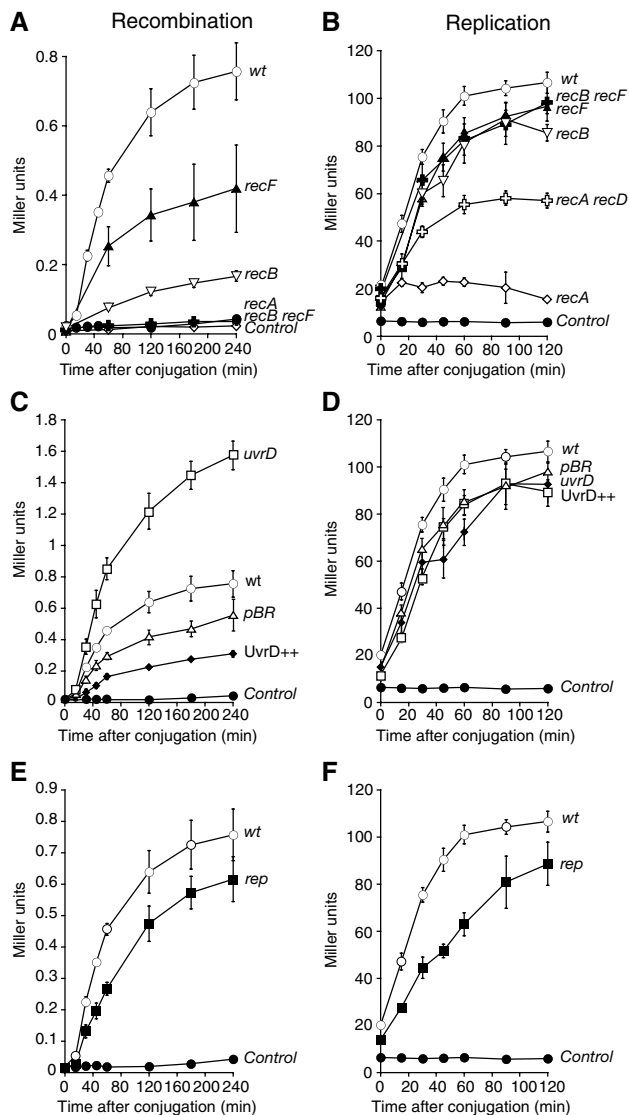 Recombination
Replication
A
0.8
0.6
0.4
0.2
0
Miller units
wt
recF
recB
recA
recB recF
Control
0 40 80 120 160 200 240
Time after conjugation (min)
B
120
100
80
60
40
20
0
Miller units
wt
recB recF
recF
recB
recA recD
recA
Control
0 20 40 60 80 100 120
Time after conjugation (min)
C
1.8
1.6
1.4
1.2
1
0.8
0.6
0.4
0.2
0
Miller units
uvrD
wt
pBR
UvrD++
Control
0 40 80 120 160 200 240
Time after conjugation (min)
D
120
100
80
60
40
20
0
Miller units
wt
pBR
uvrD
UvrD++
Control
0 20 40 60 80 100 120
Time after conjugation (min)
E
0.9
0.8
0.7
0.6
0.5
0.4
0.3
0.2
0.1
0
Miller units
wt
rep
Control
0 40 80 120 160 200 240
Time after conjugation (min)
F
120
100
80
60
40
20
0
Miller units
wt
rep
Control
0 20 40 60 80 100 120
Time after conjugation (min)